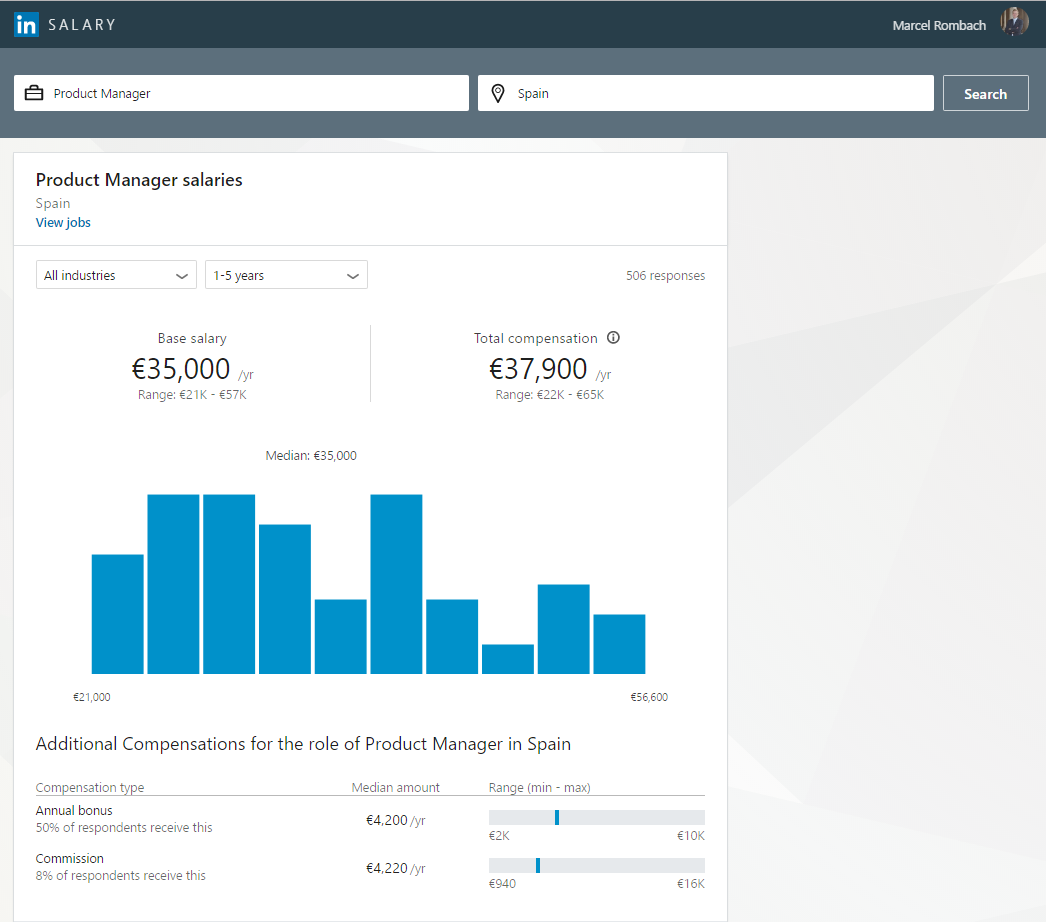 in SALARY
Marcel Rombach
Product Manager
Spain
Search
Product Manager salaries
Spain
View jobs
All industries
1-5 years
506 responses
Base salary
€35,000 /yr
Range: €21K - €57K
Total compensation
€37,900 /yr
Range: €22K - €65K
Median: €35,000
€21,000
€56,600
Additional Compensations for the role of Product Manager in Spain
Compensation type Median amount Range (min - max)
Annual bonus
50% of respondents receive this
€4,200 /yr
€2K €10K
Commission
8% of respondents receive this
€4,220 /yr
€940 €16K